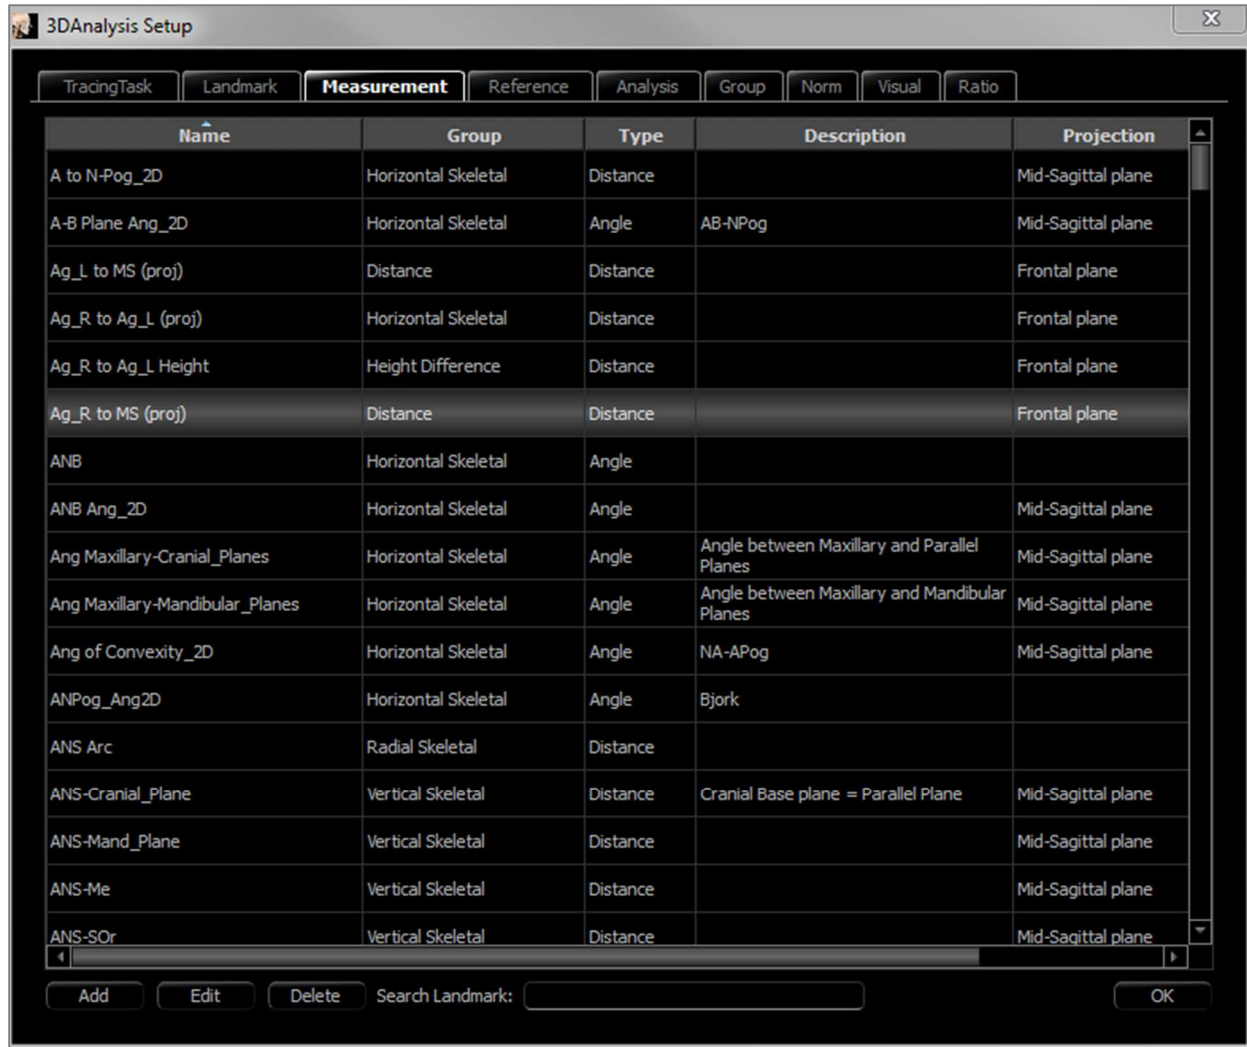 3DAnalysis Setup
TracingTask Landmark Measurement Reference Analysis Group Norm Visual Ratio
Name Group Type Description Projection
A to N-Pog_2D Horizontal Skeletal Distance Mid-Sagittal plane
A-B Plane Ang_2D Horizontal Skeletal Angle AB-NPog Mid-Sagittal plane
Ag_L to MS (proj) Distance Distance Frontal plane
Ag_R to Ag_L (proj) Horizontal Skeletal Distance Frontal plane
Ag_R to Ag_L Height Height Difference Distance Frontal plane
Ag_R to MS (proj) Distance Distance Frontal plane
ANB Horizontal Skeletal Angle
ANB Ang_2D Horizontal Skeletal Angle Mid-Sagittal plane
Ang Maxillary-Cranial_Planes Horizontal Skeletal Angle Angle between Maxillary and Parallel Planes Mid-Sagittal plane
Ang Maxillary-Mandibular_Planes Horizontal Skeletal Angle Angle between Maxillary and Mandibular Planes Mid-Sagittal plane
Ang of Convexity_2D Horizontal Skeletal Angle NA-APog Mid-Sagittal plane
ANPog_Ang2D Horizontal Skeletal Angle Bjork
ANS Arc Radial Skeletal Distance
ANS-Cranial_Plane Vertical Skeletal Distance Cranial Base plane = Parallel Plane Mid-Sagittal plane
ANS-Mand_Plane Vertical Skeletal Distance Mid-Sagittal plane
ANS-Me Vertical Skeletal Distance Mid-Sagittal plane
ANS-SOr Vertical Skeletal Distance Mid-Sagittal plane
Add Edit Delete Search Landmark: OK